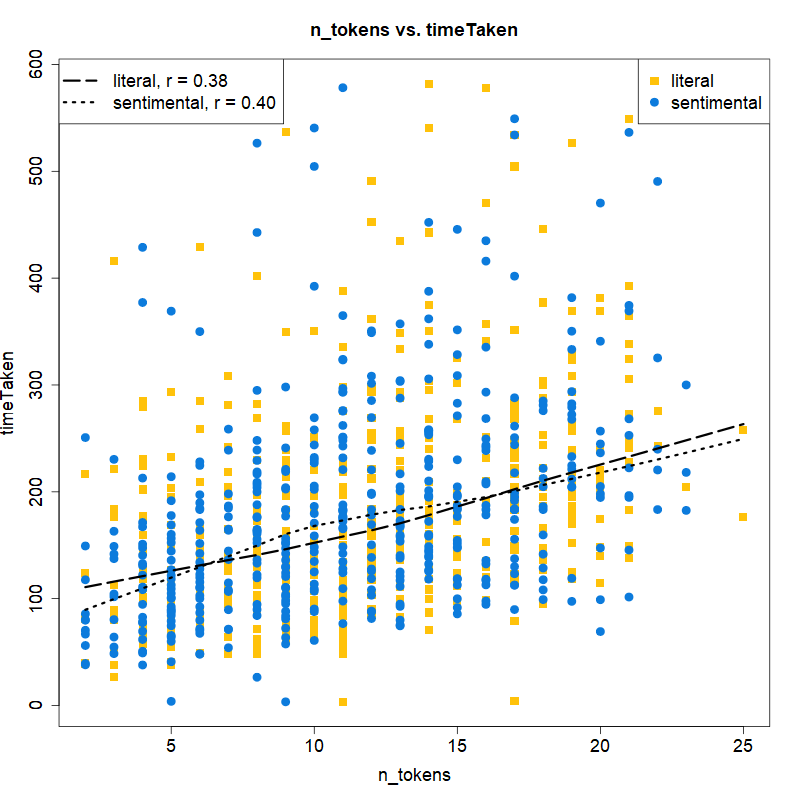 n_tokens vs. timeTaken
literal, r = 0.38
sentimental, r = 0.40
literal
sentimental
600
500
400
300
200
100
0
timeTaken
5 10 15 20 25
n_tokens